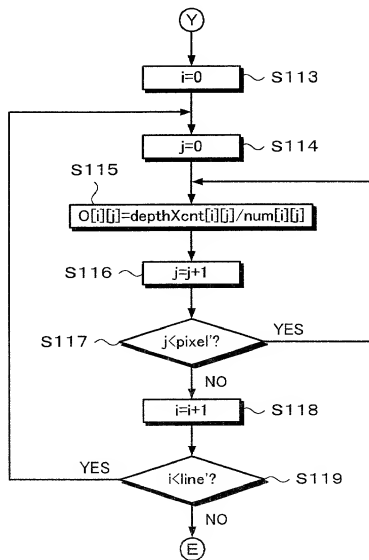 Y
i=0
S113
j=0
S114
S115
O[i][j]=depthXcnt[i][j]/num[i][j]
S116
j=j+1
S117
j<pixel'?
YES
NO
i=i+1
S118
YES
i<line'?
S119
NO
E